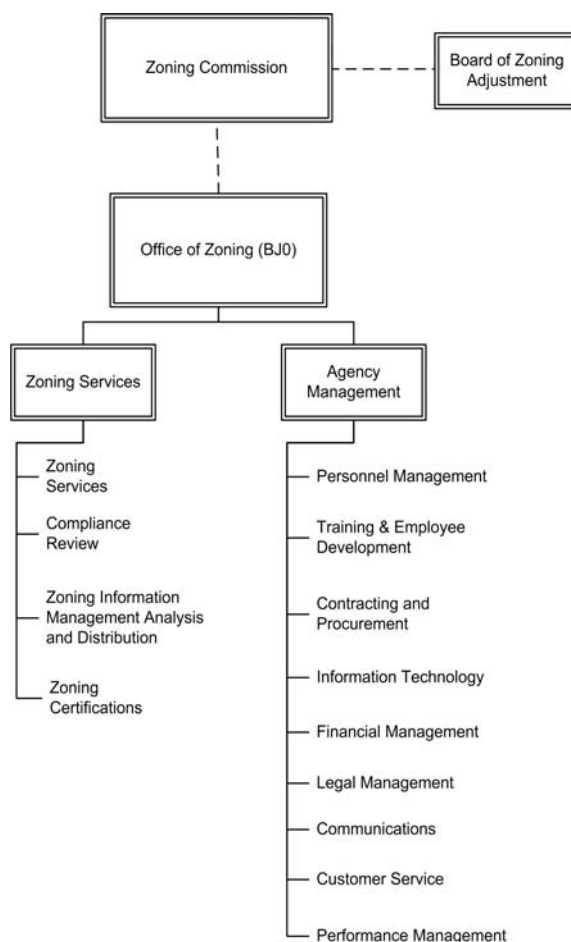 Zoning Commission
Board of Zoning
Adjustment
Office of Zoning (BJ0)
Zoning Services
Zoning
Services
Compliance
Review
Zoning Information
Management Analysis
and Distribution
Zoning
Certifications
Agency
Management
Personnel Management
Training & Employee
Development
Contracting and
Procurement
Information Technology
Financial Management
Legal Management
Communications
Customer Service
Performance Management